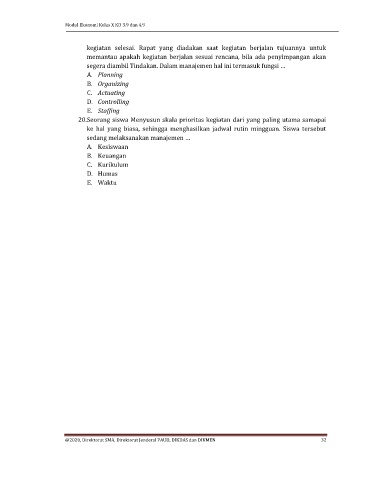 Modul Ekonomi Kelas X KD 3.9 dan 4.9
kegiatan selesai. Rapat yang diadakan saat kegiatan berjalan tujuannya untuk
memantau apakah kegiatan berjalan sesuai rencana, bila ada penyimpangan akan
segera diambil Tindakan. Dalam manajemen hal ini termasuk fungsi ...
A. Planning
B. Organizing
C. Actuating
D. Controlling
E. Staffing
20.Seorang siswa Menyusun skala prioritas kegiatan dari yang paling utama samapai
ke hal yang biasa, sehingga menghasilkan jadwal rutin mingguan. Siswa tersebut
sedang melaksanakan manajemen ...
A. Kesiswaan
B. Keuangan
C. Kurikulum
D. Humas
E. Waktu
@2020, Direktorat SMA, Direktorat Jenderal PAUD, DIKDAS dan DIKMEN 32